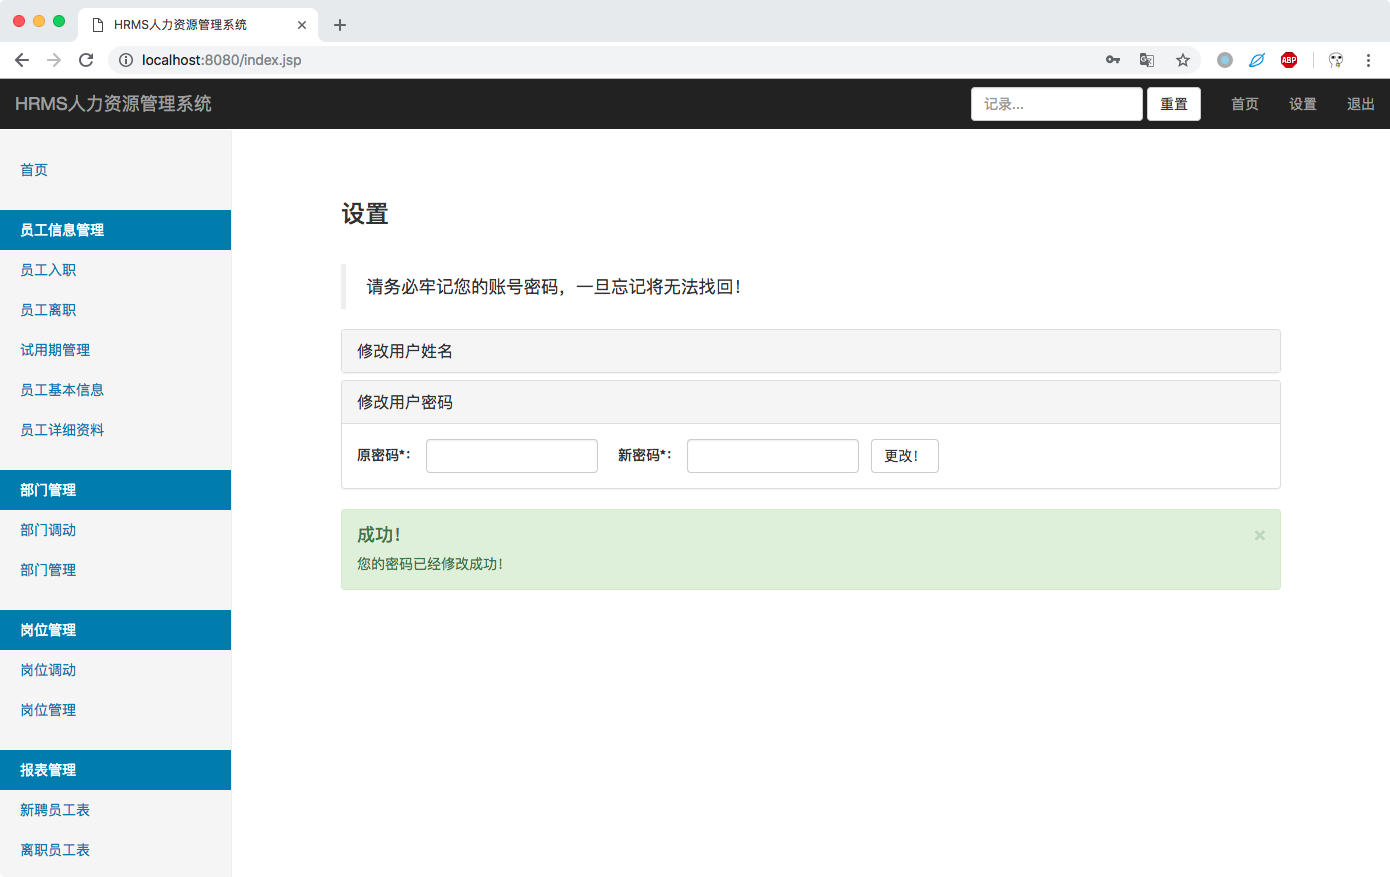 HRMS人力资源管理系统
localhost:8080/index.jsp
ABP
HRMS人力资源管理系统
记录...
重置
首页
设置
退出
首页
员工信息管理
员工入职
员工离职
试用期管理
员工基本信息
员工详细资料
部门管理
部门调动
部门管理
岗位管理
岗位调动
岗位管理
报表管理
新聘员工表
离职员工表
设置
请务必牢记您的账号密码，一旦忘记将无法找回！
修改用户姓名
修改用户密码
原密码*：
新密码*：
更改！
成功！
×
您的密码已经修改成功！